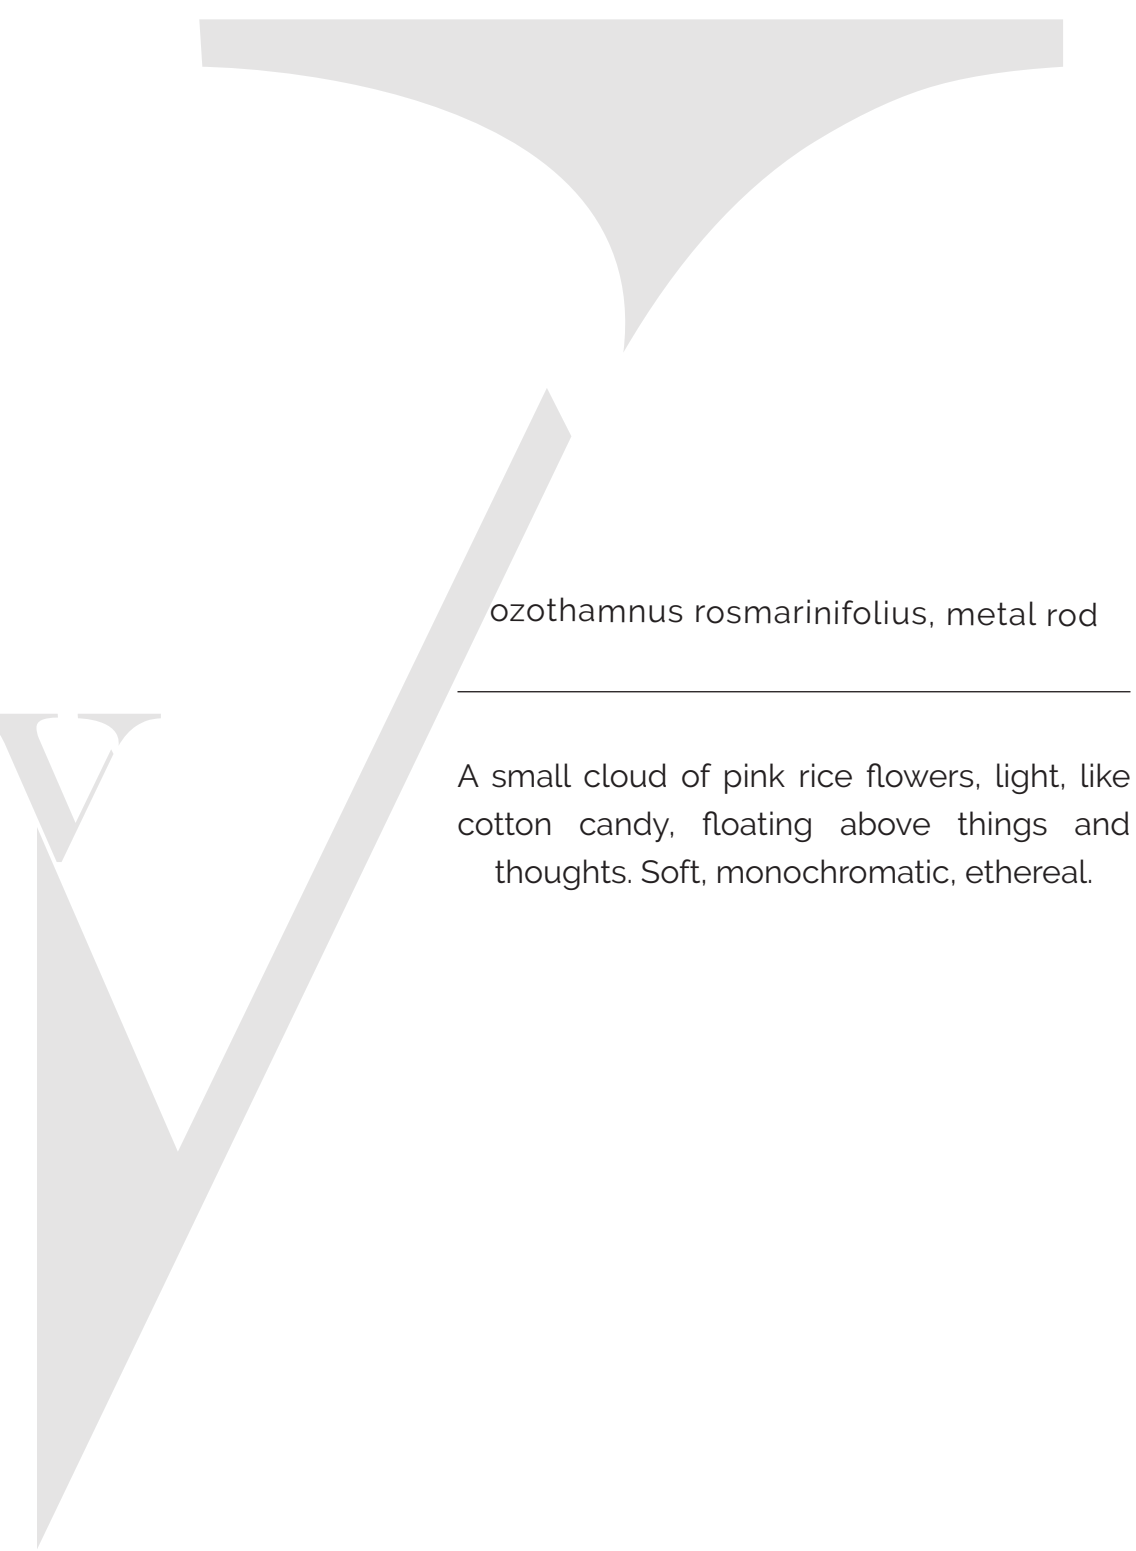 ozothamnus rosmarinifolius, metal rod
v
A small cloud of pink rice flowers, light, like
cotton candy, floating above things and
thoughts. Soft, monochromatic, ethereal.